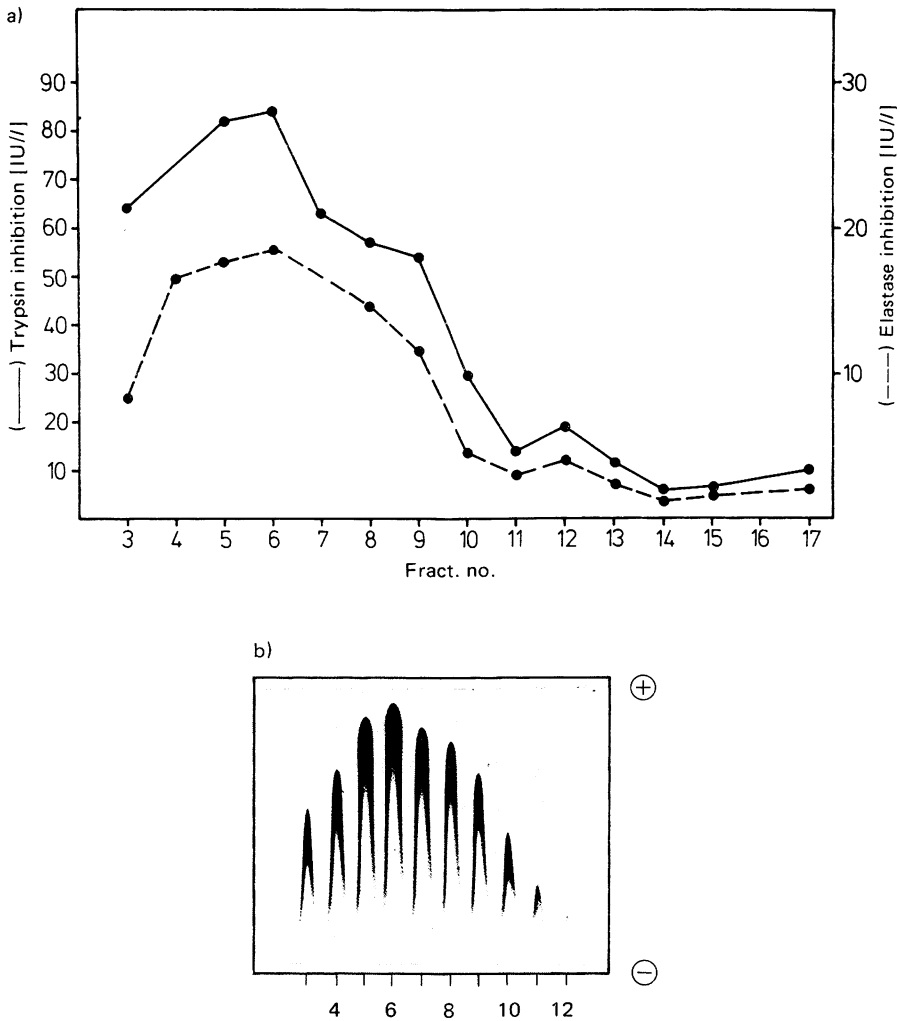 a)
(——) Trypsin inhibition [IU/l]
90
80
70
60
50
40
30
20
10
30
20
10
(---) Elastase inhibition [IU/l]
3 4 5 6 7 8 9 10 11 12 13 14 15 16 17
Fract. no.
b)
+
−
4 6 8 10 12